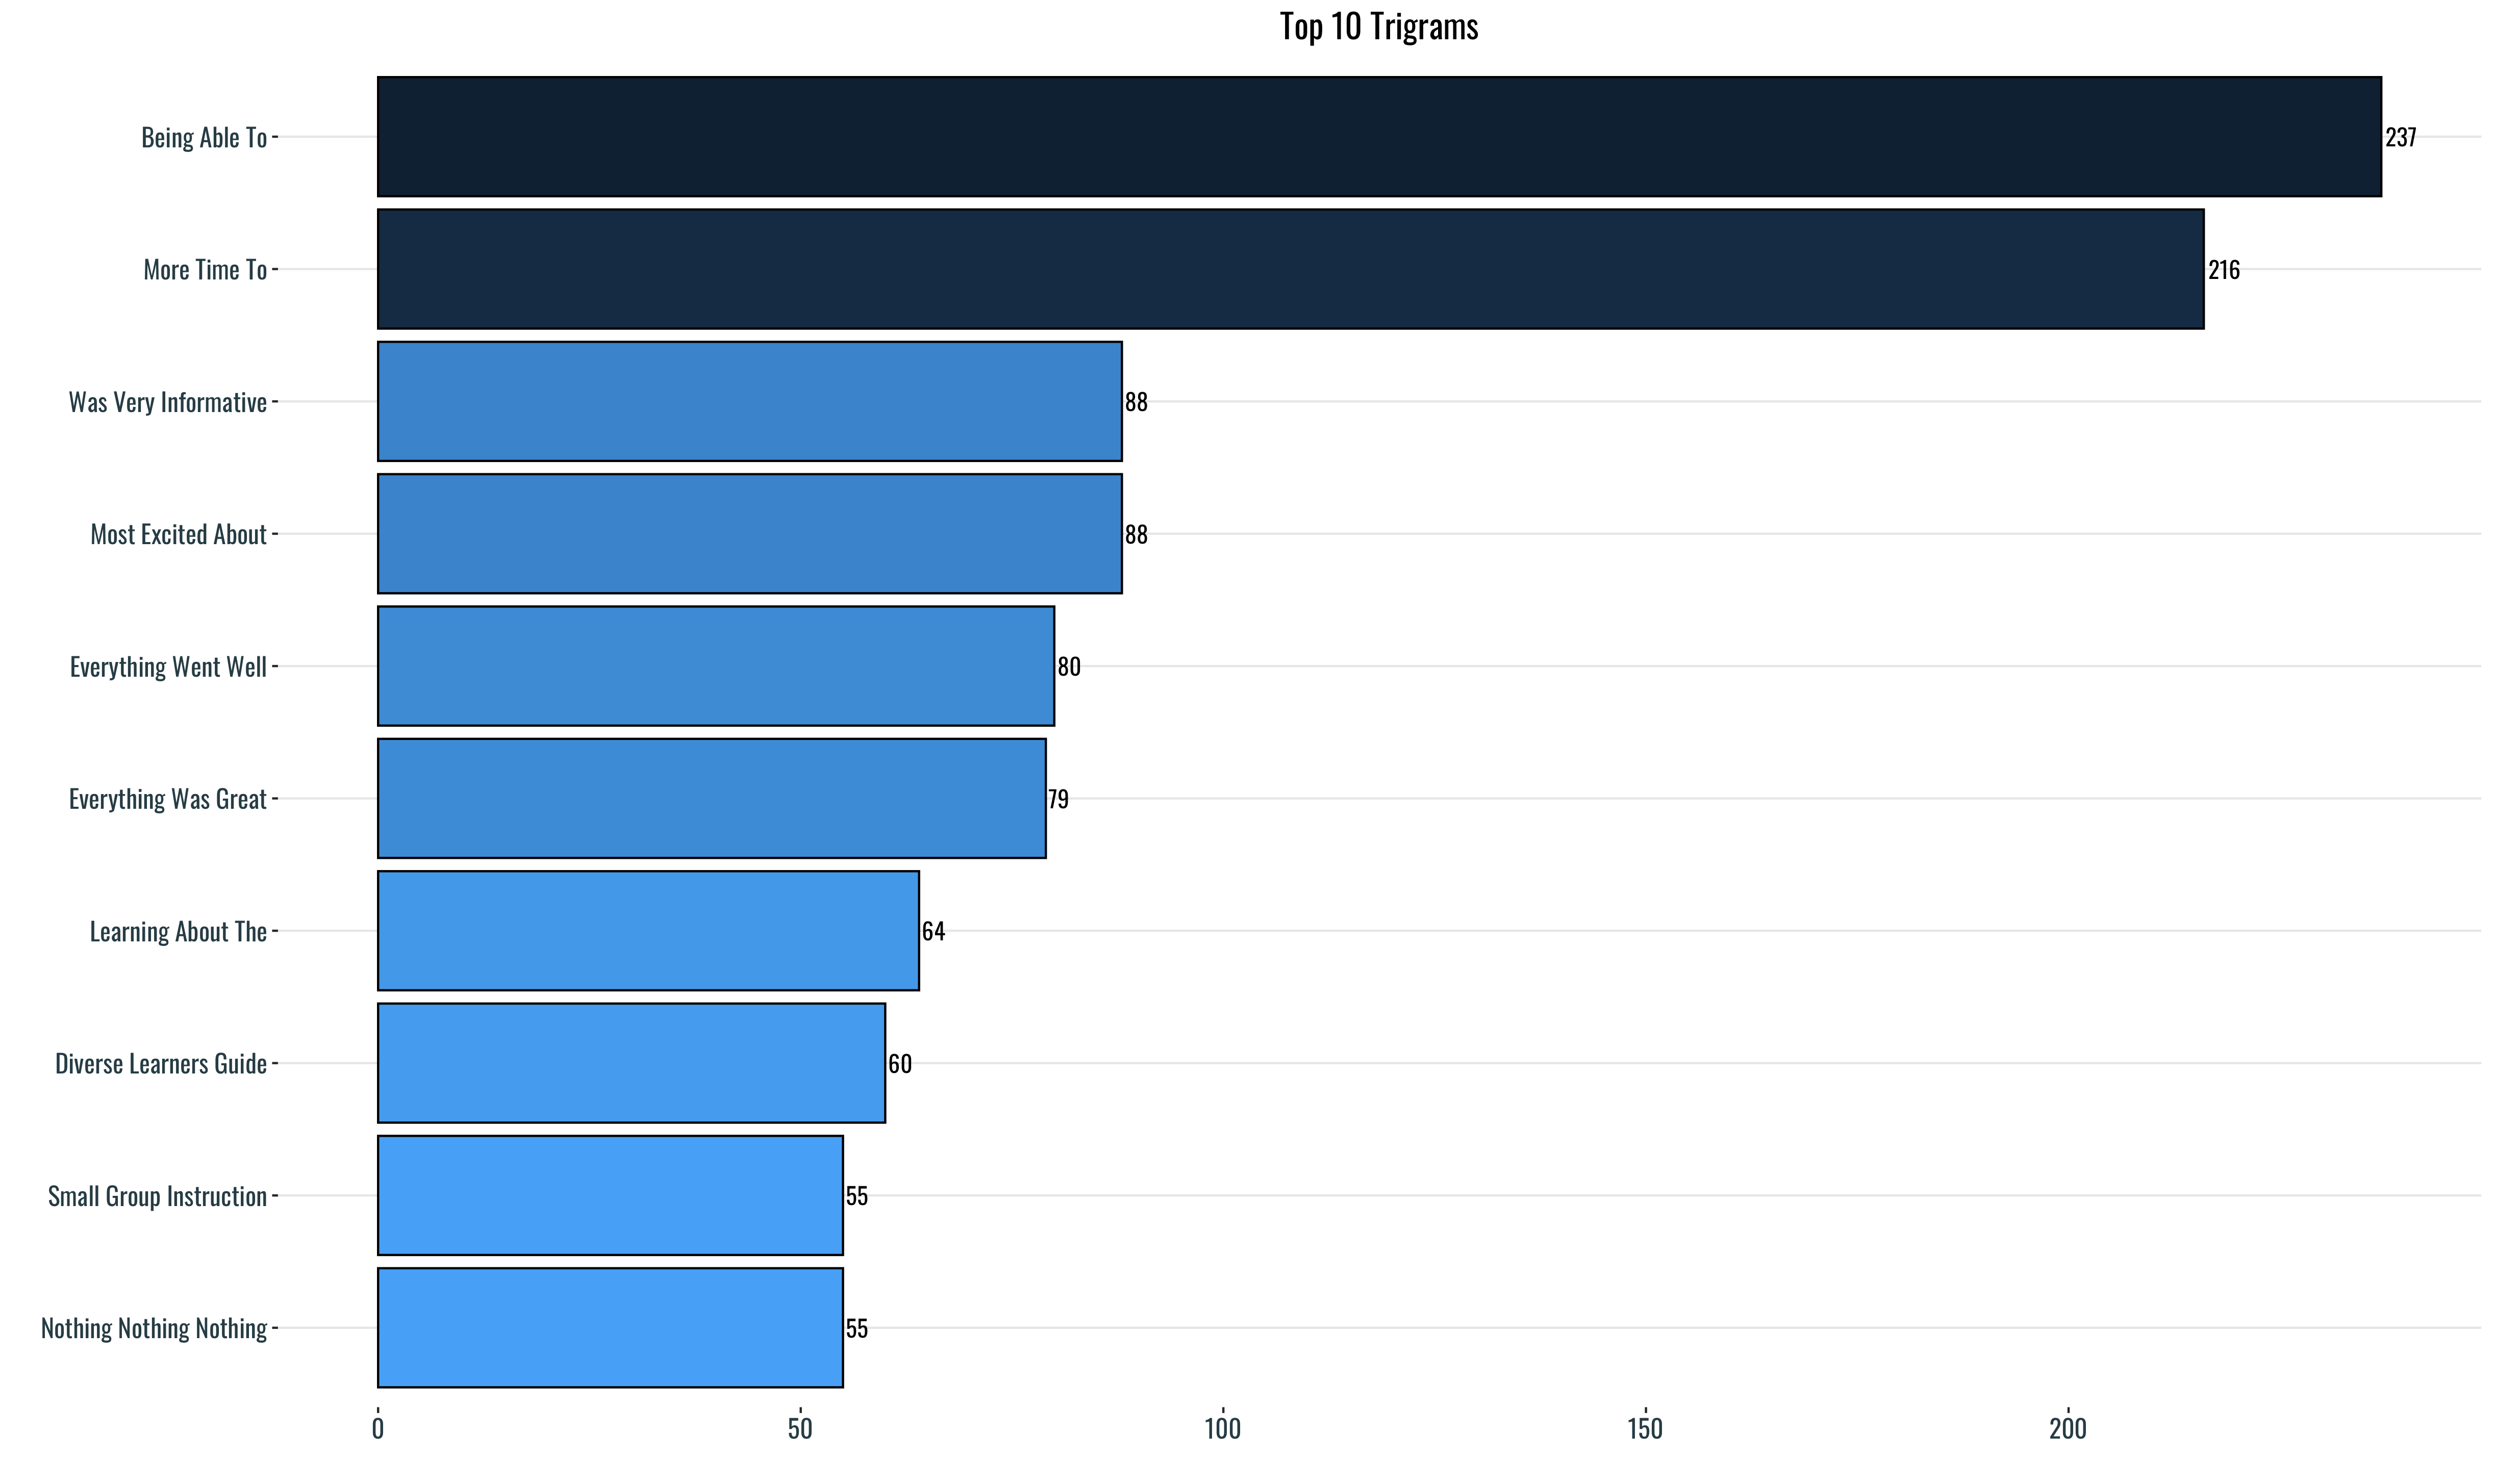 Top 10 Trigrams
Being Able To 237
More Time To 216
Was Very Informative 88
Most Excited About 88
Everything Went Well 80
Everything Was Great 79
Learning About The 64
Diverse Learners Guide 60
Small Group Instruction 55
Nothing Nothing Nothing 55
0 50 100 150 200